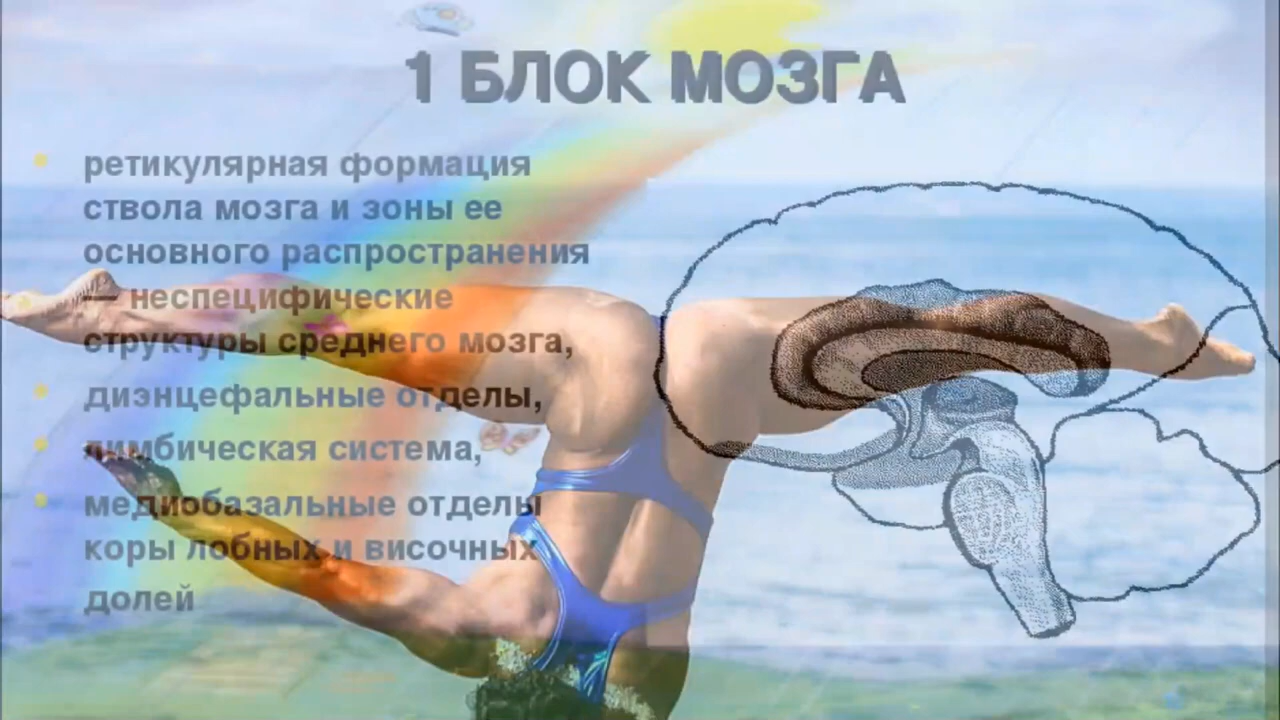 1 БЛОК МОЗГА
ретикулярная формация
ствола мозга и зоны ее
основного распространения
— неспецифические
структуры среднего мозга,
диэнцефальные отделы,
лимбическая система,
медиобазальные отделы
коры лобных и височных
долей